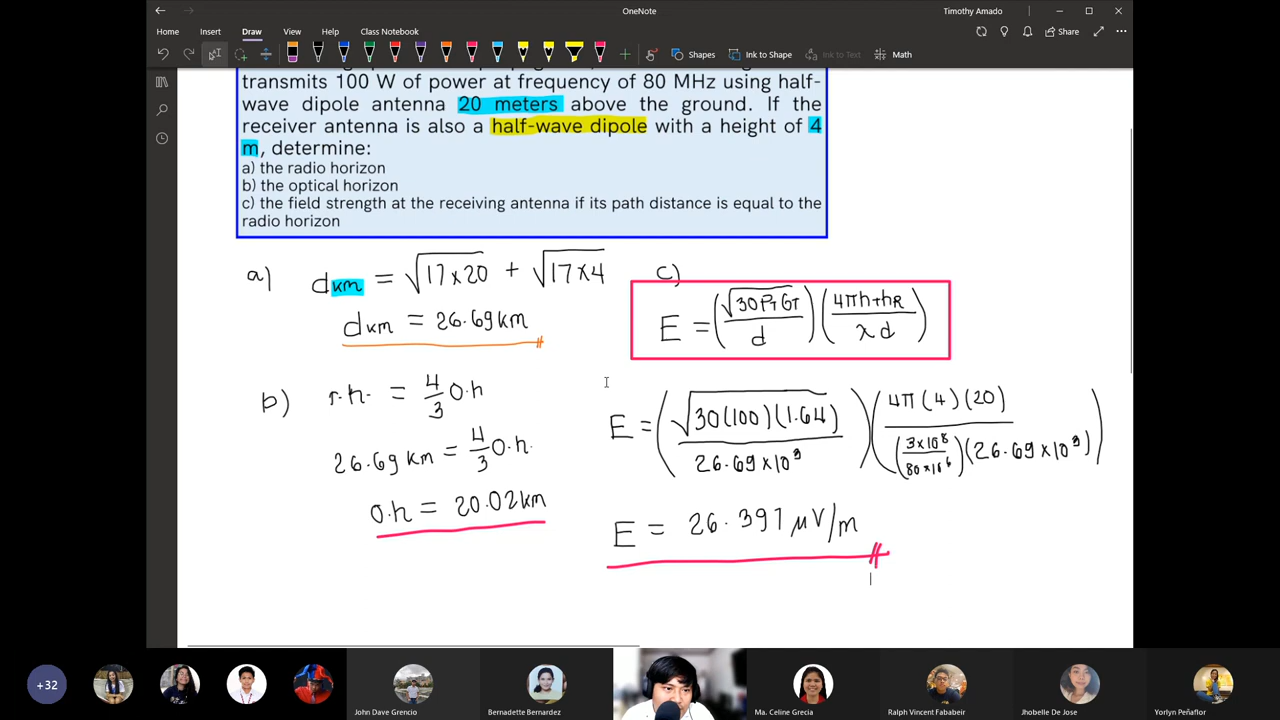 OneNote
Timothy Amado
Home Insert Draw View Help Class Notebook
Share
Shapes Ink to Shape Ink to Text Math
transmits 100 W of power at frequency of 80 MHz using half-
wave dipole antenna 20 meters above the ground. If the
receiver antenna is also a half-wave dipole with a height of 4
m, determine:
a) the radio horizon
b) the optical horizon
c) the field strength at the receiving antenna if its path distance is equal to the
radio horizon
a) dkm = √17x20 + √17x4
dkm = 26.69km
b) r.h. = 4/3 O.h
26.69 km = 4/3 O.h.
O.h = 20.02km
c)
E = (√30PTGT / d) (4πhthR / λd)
E = (√30(100)(1.64) / 26.69x10³) (4π(4)(20) / (3x10⁸ / 80x10⁶)(26.69x10³))
E = 26.397 μV/m
+32
John Dave Grencio
Bernadette Bernardez
Ma. Celine Grecia
Ralph Vincent Fababeir
Jhobelle De Jose
Yorlyn Peñaflor